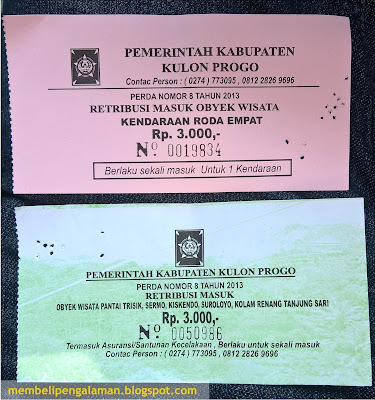 PEMERINTAH KABUPATEN
KULON PROGO
Contac Person : ( 0274 ) 773095 , 0812 2826 9696
PERDA NOMOR 8 TAHUN 2013
RETRIBUSI MASUK OBYEK WISATA
KENDARAAN RODA EMPAT
Rp. 3.000,-
No. 0019834
Berlaku sekali masuk Untuk 1 Kendaraan
PEMERINTAH KABUPATEN KULON PROGO
PERDA NOMOR 8 TAHUN 2013
RETRIBUSI MASUK
OBYEK WISATA PANTAI TRISIK, SERMO, KISKENDO, SUROLOYO, KOLAM RENANG TANJUNG SARI
Rp. 3.000,-
No. 0050986
Termasuk Asuransi/Santunan Kecelakaan , Berlaku untuk sekali masuk
Contac Person : ( 0274 ) 773095 , 0812 2826 9696
membelipengalaman.blogspot.com